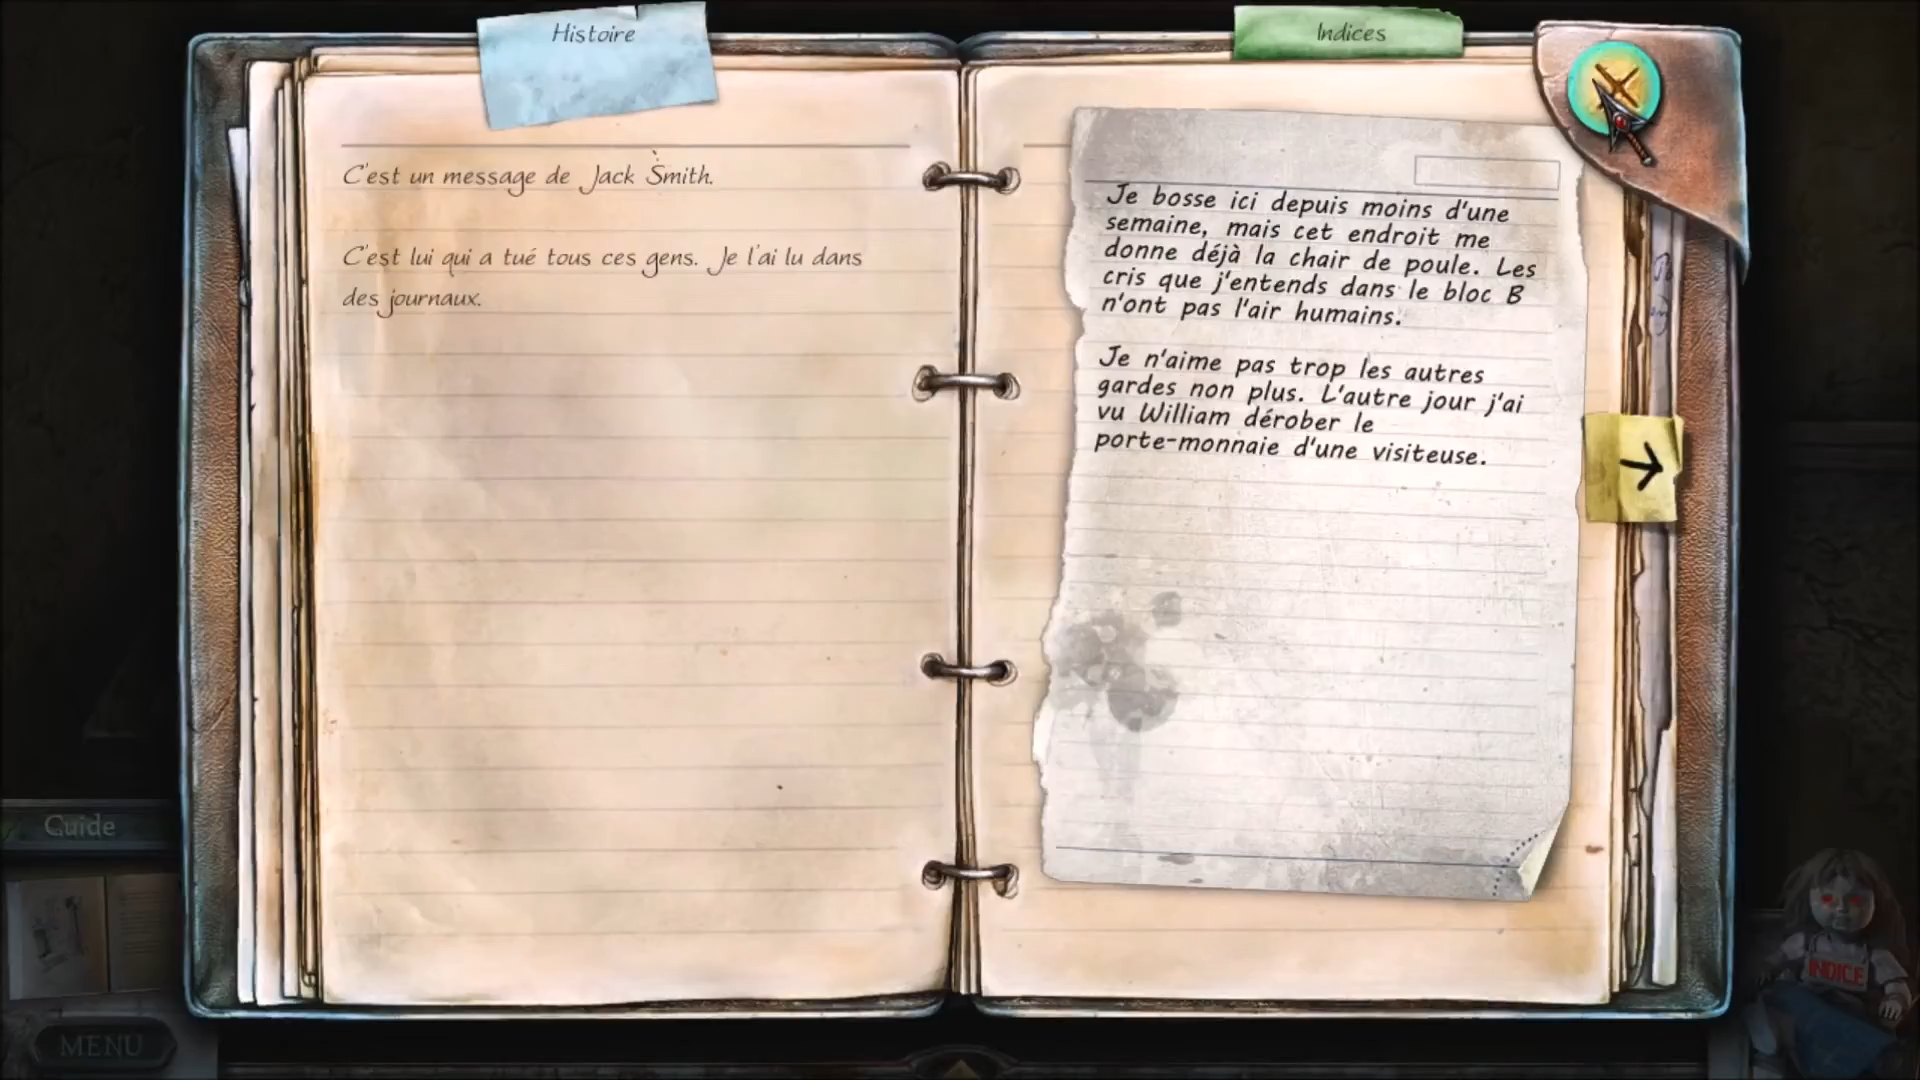 Histoire
C'est un message de Jack Smith.
C'est lui qui a tué tous ces gens. Je l'ai lu dans
des journaux.
Indices
Je bosse ici depuis moins d'une
semaine, mais cet endroit me
donne déjà la chair de poule. Les
cris que j'entends dans le bloc B
n'ont pas l'air humains.
Je n'aime pas trop les autres
gardes non plus. L'autre jour j'ai
vu William dérober le
porte-monnaie d'une visiteuse.
Guide
MENU
INDICE